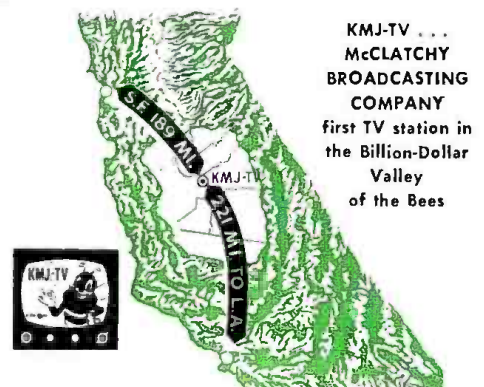 KMJ-TV . . .
McCLATCHY
BROADCASTING
COMPANY
first TV station in
the Billion-Dollar
Valley
of the Bees
S.F. 189 MI.
KMJ-TV
221 MI. TO L.A.
KMJ-TV